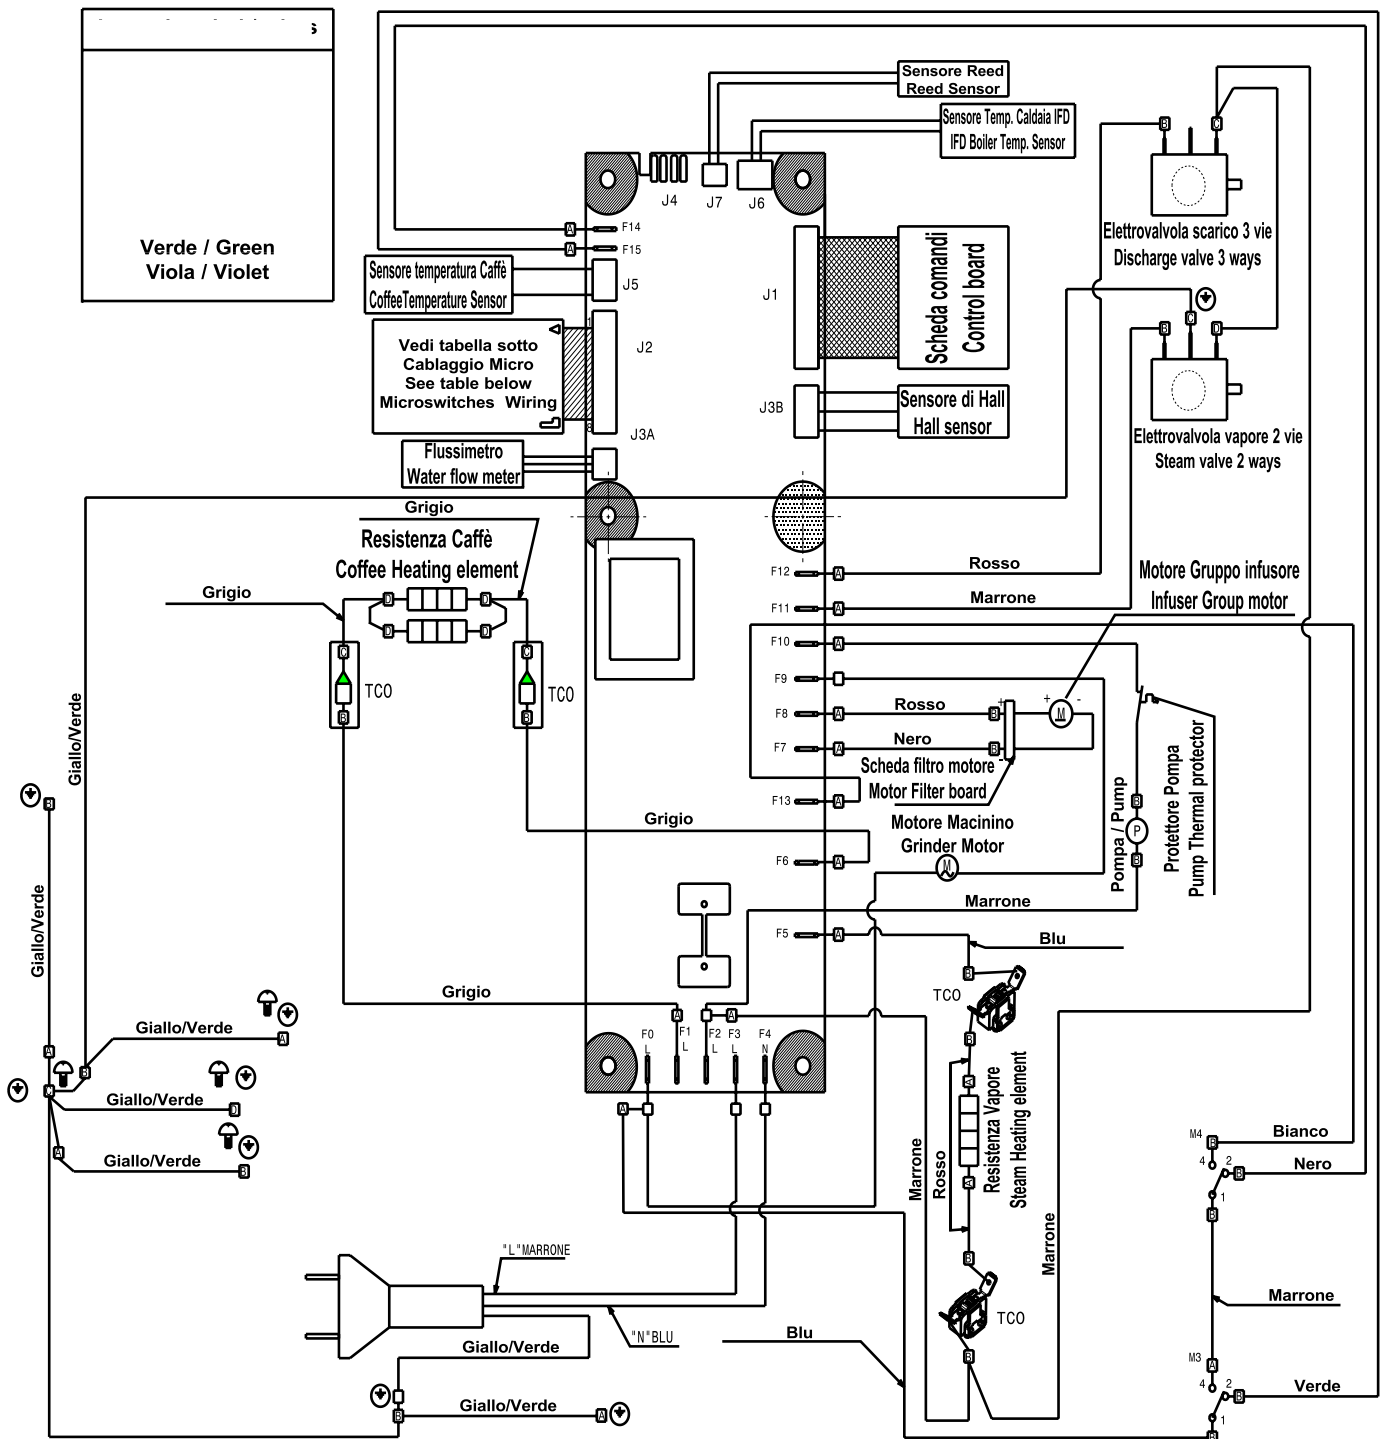 s
Verde / Green
Viola / Violet
Sensore Reed
Reed Sensor
Sensore Temp. Caldaia IFD
IFD Boiler Temp. Sensor
J4
J7
J6
B
C
Elettrovalvola scarico 3 vie
Discharge valve 3 ways
A
F14
A
F15
Sensore temperatura Caffè
CoffeeTemperature Sensor
J5
J1
Scheda comandi
Control board
C
B
D
Vedi tabella sotto
Cablaggio Micro
See table below
Microswitches Wiring
1
8
J2
J3A
J3B
Sensore di Hall
Hall sensor
Elettrovalvola vapore 2 vie
Steam valve 2 ways
Flussimetro
Water flow meter
Grigio
Resistenza Caffè
Coffee Heating element
Grigio
D
D
D
D
C
TCO
B
C
TCO
B
F12
A
Rosso
F11
A
Marrone
Motore Gruppo infusore
Infuser Group motor
F10
A
F9
F8
A
Rosso
B
+
+
M
-
F7
A
Nero
B
-
Scheda filtro motore
Motor Filter board
F13
A
Motore Macinino
Grinder Motor
M
Grigio
F6
A
Pompa / Pump
B
P
B
Protettore Pompa
Pump Thermal protector
Marrone
F5
A
Blu
Giallo/Verde
B
Giallo/Verde
A
Giallo/Verde
A
C
B
Giallo/Verde
D
A
Giallo/Verde
B
Grigio
A
A
F0
L
F1
L
F2
L
F3
L
F4
N
A
B
TCO
B
A
Resistenza Vapore
Steam Heating element
A
Marrone
Rosso
B
TCO
B
Marrone
M4
B
Bianco
4
2
B
Nero
1
B
Marrone
M3
A
4
2
B
Verde
1
B
"L"MARRONE
"N"BLU
Blu
Giallo/Verde
B
Giallo/Verde
A